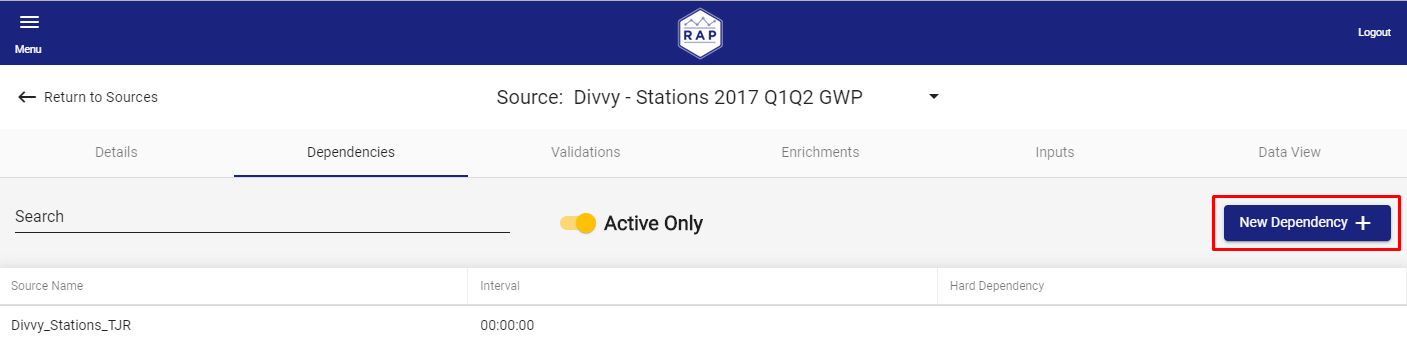 Menu
RAP
Logout
Return to Sources
Source: Divvy - Stations 2017 Q1Q2 GWP
Details Dependencies Validations Enrichments Inputs Data View
Search Active Only New Dependency
Source Name Interval Hard Dependency
Divvy_Stations_TJR 00:00:00